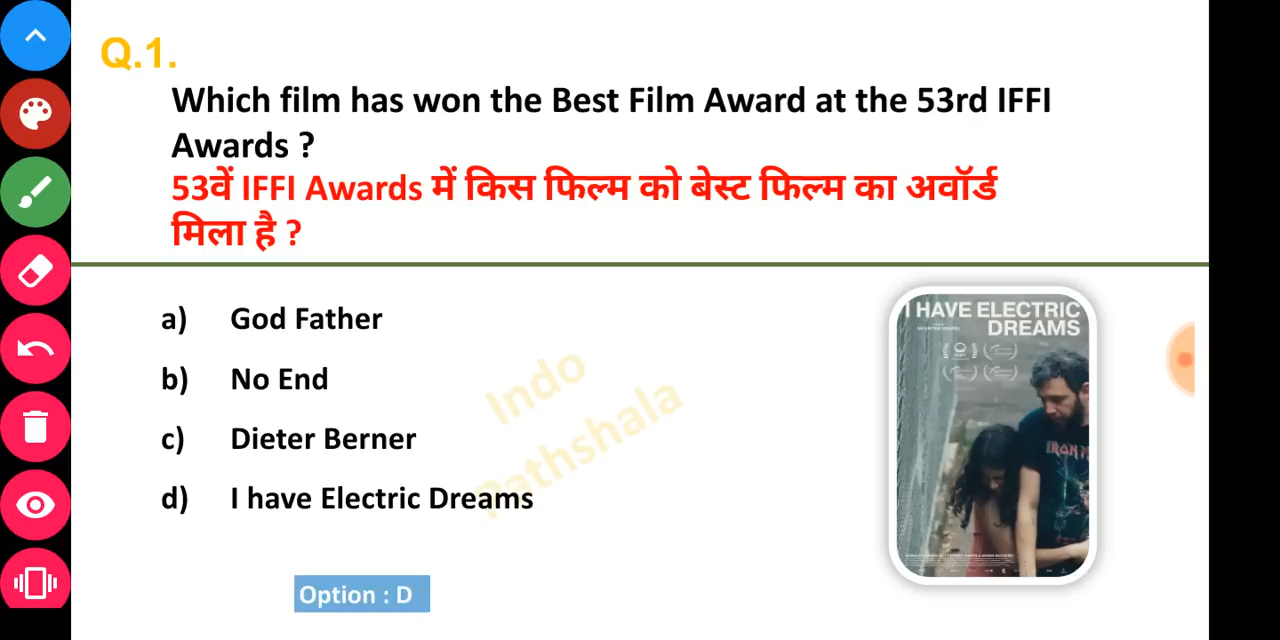 Q.1.
Which film has won the Best Film Award at the 53rd IFFI
Awards ?
53वें IFFI Awards में किस फिल्म को बेस्ट फिल्म का अवॉर्ड
मिला है ?
a) God Father
b) No End
c) Dieter Berner
d) I have Electric Dreams
Indo
Pathshala
I HAVE ELECTRIC
DREAMS
Option : D